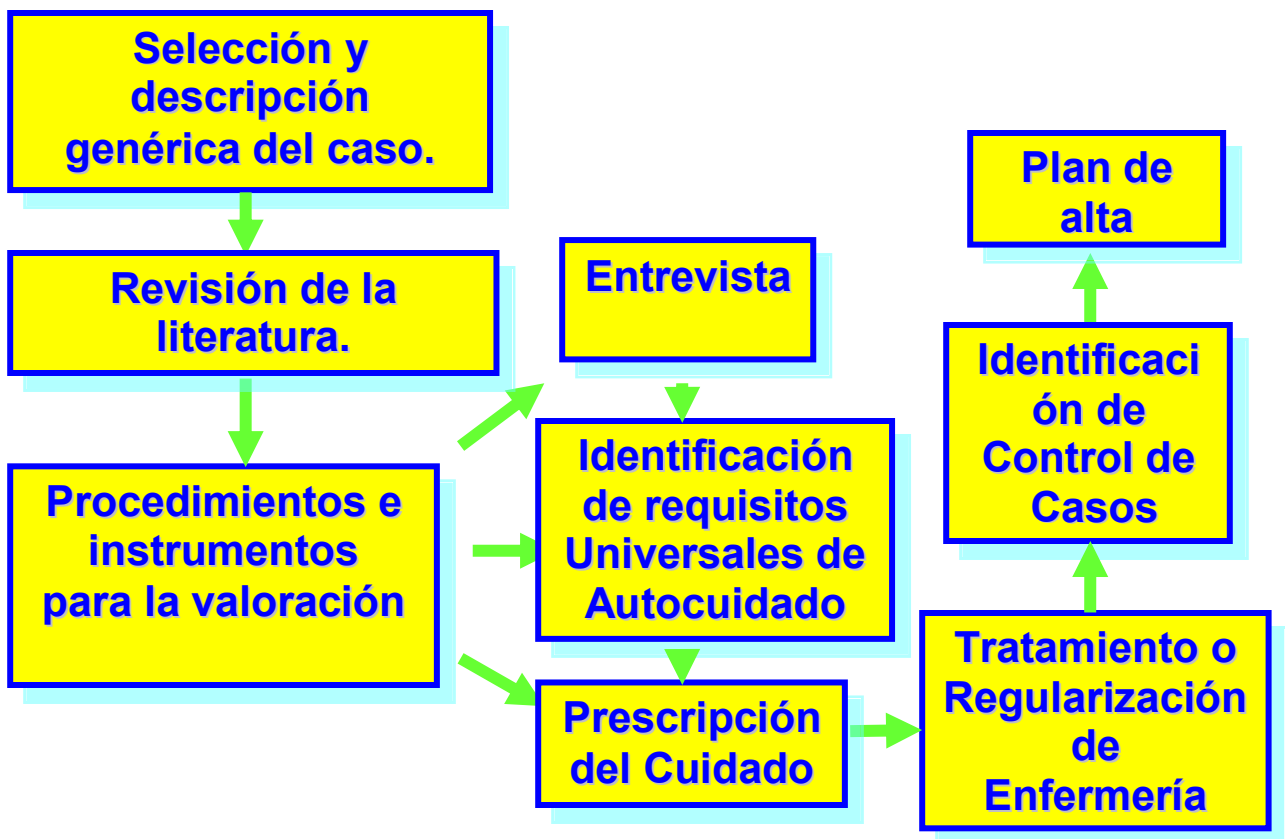 Selección y
descripción
genérica del caso.
Revisión de la
literatura.
Procedimientos e
instrumentos
para la valoración
Entrevista
Identificación
de requisitos
Universales de
Autocuidado
Prescripción
del Cuidado
Tratamiento o
Regularización
de
Enfermería
Identificaci
ón de
Control de
Casos
Plan de
alta